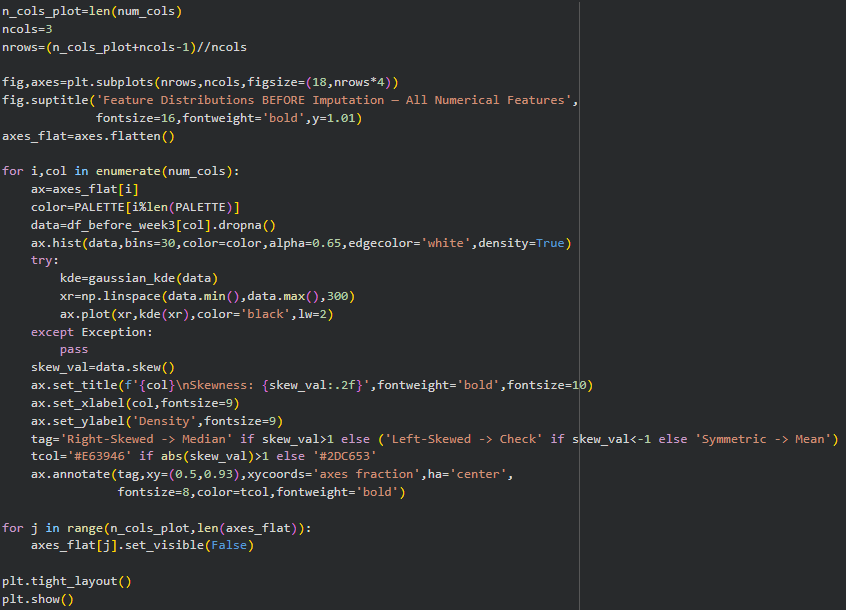 n_cols_plot=len(num_cols)
ncols=3
nrows=(n_cols_plot+ncols-1)//ncols

fig,axes=plt.subplots(nrows,ncols,figsize=(18,nrows*4))
fig.suptitle('Feature Distributions BEFORE Imputation — All Numerical Features',
             fontsize=16,fontweight='bold',y=1.01)
axes_flat=axes.flatten()

for i,col in enumerate(num_cols):
    ax=axes_flat[i]
    color=PALETTE[i%len(PALETTE)]
    data=df_before_week3[col].dropna()
    ax.hist(data,bins=30,color=color,alpha=0.65,edgecolor='white',density=True)
    try:
        kde=gaussian_kde(data)
        xr=np.linspace(data.min(),data.max(),300)
        ax.plot(xr,kde(xr),color='black',lw=2)
    except Exception:
        pass
    skew_val=data.skew()
    ax.set_title(f'{col}\nSkewness: {skew_val:.2f}',fontweight='bold',fontsize=10)
    ax.set_xlabel(col,fontsize=9)
    ax.set_ylabel('Density',fontsize=9)
    tag='Right-Skewed -> Median' if skew_val>1 else ('Left-Skewed -> Check' if skew_val<-1 else 'Symmetric -> Mean')
    tcol='#E63946' if abs(skew_val)>1 else '#2DC653'
    ax.annotate(tag,xy=(0.5,0.93),xycoords='axes fraction',ha='center',
                fontsize=8,color=tcol,fontweight='bold')

for j in range(n_cols_plot,len(axes_flat)):
    axes_flat[j].set_visible(False)

plt.tight_layout()
plt.show()